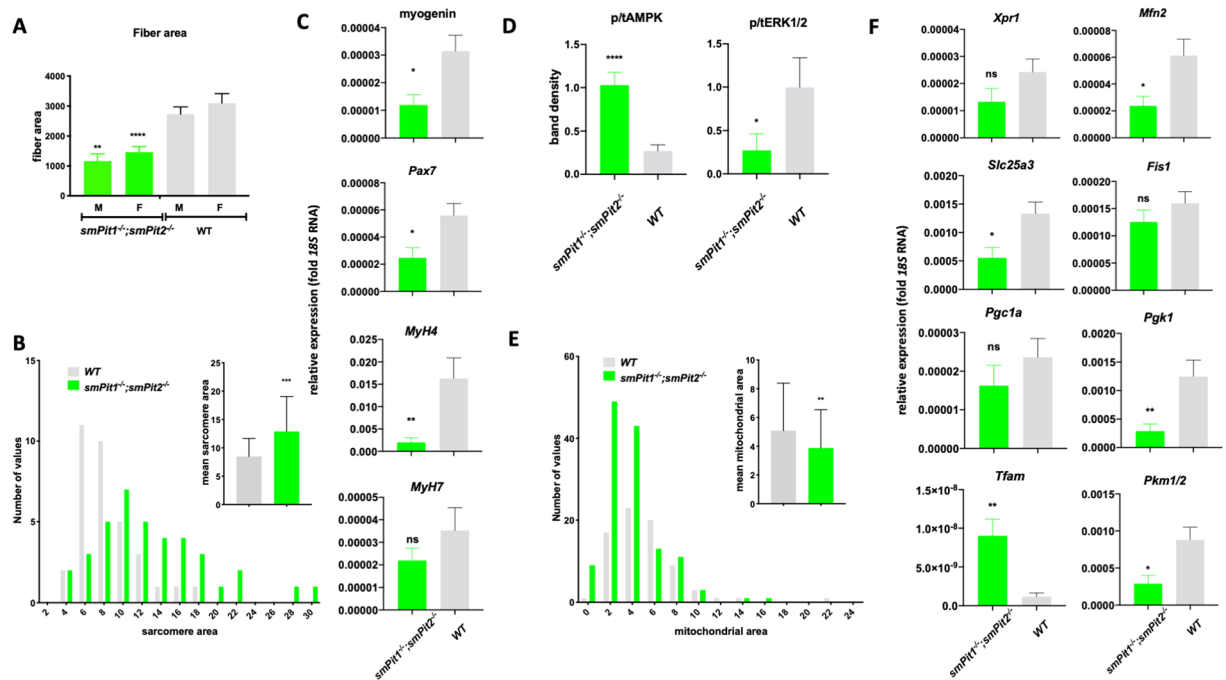 A
Fiber area
fiber area
4000
3000
2000
1000
0
**
****
M
F
M
F
smPit1-/-;smPit2-/-
WT
B
Number of values
15
10
5
0
WT
smPit1-/-;smPit2-/-
mean sarcomere area
25
20
15
10
5
0
***
2
4
6
8
10
12
14
16
18
20
22
24
26
28
30
sarcomere area
C
relative expression (fold 18S RNA)
myogenin
0.00004
0.00003
0.00002
0.00001
0.00000
*
Pax7
0.00008
0.00006
0.00004
0.00002
0.00000
*
MyH4
0.025
0.020
0.015
0.010
0.005
0.000
**
MyH7
0.00005
0.00004
0.00003
0.00002
0.00001
0.00000
ns
smPit1-/-;smPit2-/-
WT
D
band density
p/tAMPK
1.5
1.0
0.5
0.0
****
smPit1-/-;smPit2-/-
WT
p/tERK1/2
1.5
1.0
0.5
0.0
*
smPit1-/-;smPit2-/-
WT
E
Number of values
60
40
20
0
WT
smPit1-/-;smPit2-/-
mean mitochondrial area
10
8
6
4
2
0
**
0
2
4
6
8
10
12
14
16
18
20
22
24
mitochondrial area
F
relative expression (fold 18S RNA)
Xpr1
0.00004
0.00003
0.00002
0.00001
0.00000
ns
Mfn2
0.00008
0.00006
0.00004
0.00002
0.00000
*
Slc25a3
0.0020
0.0015
0.0010
0.0005
0.0000
*
Fis1
0.00020
0.00015
0.00010
0.00005
0.00000
ns
Pgc1a
0.00003
0.00002
0.00001
0.00000
ns
Pgk1
0.0020
0.0015
0.0010
0.0005
0.0000
**
Tfam
1.5×10-8
1.0×10-8
5.0×10-9
0.0
**
smPit1-/-;smPit2-/-
WT
Pkm1/2
0.0015
0.0010
0.0005
0.0000
*
smPit1-/-;smPit2-/-
WT